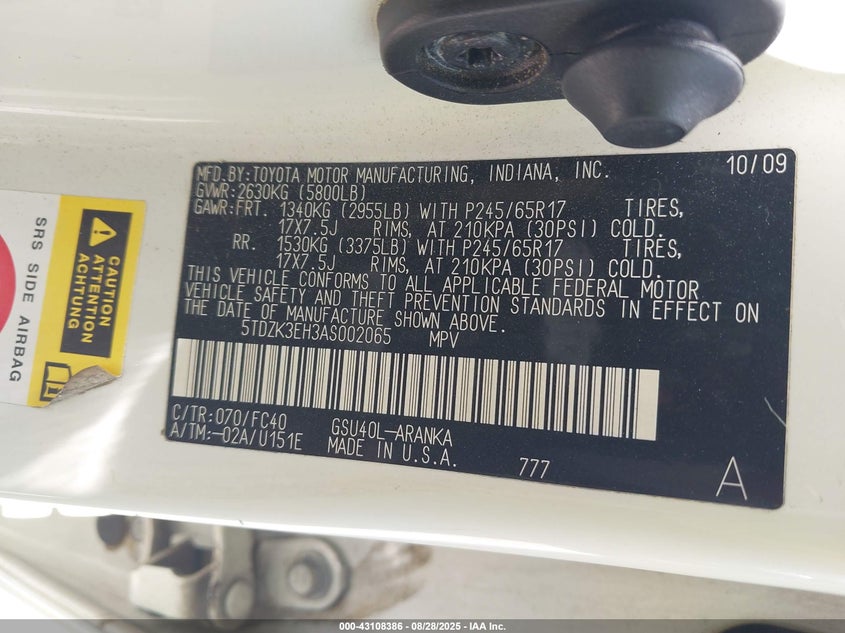 MFD.BY:TOYOTA MOTOR MANUFACTURING, INDIANA, INC. 10/09
GVWR:2630KG (5800LB)
GAWR:FRT. 1340KG (2955LB) WITH P245/65R17 TIRES,
17X7.5J RIMS, AT 210KPA (30PSI) COLD.
RR. 1530KG (3375LB) WITH P245/65R17 TIRES,
17X7.5J RIMS, AT 210KPA (30PSI) COLD.
THIS VEHICLE CONFORMS TO ALL APPLICABLE FEDERAL MOTOR
VEHICLE SAFETY AND THEFT PREVENTION STANDARDS IN EFFECT ON
THE DATE OF MANUFACTURE SHOWN ABOVE.
5TDZK3EH3AS002065 MPV
C/TR:070/FC40 GSU40L-ARANKA
A/TM:-02A/U151E MADE IN U.S.A. 777 A
CAUTION
ATTENTION
ACHTUNG
SRS SIDE AIRBAG
000-43108386 - 08/28/2025 - IAA Inc.